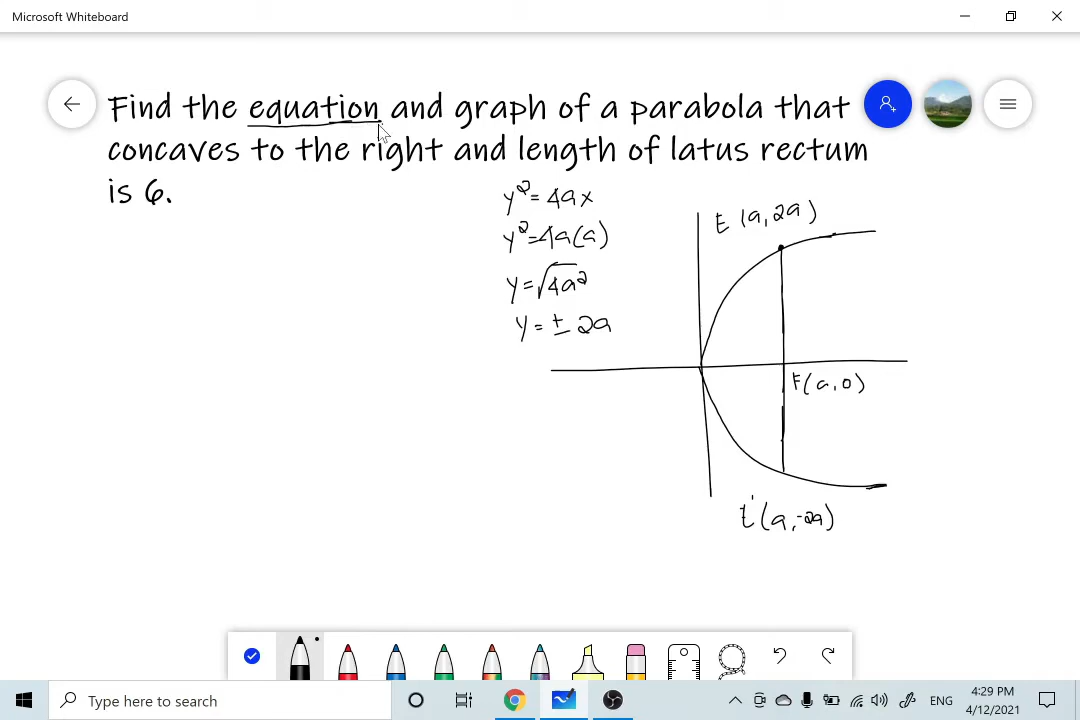 Microsoft Whiteboard
Find the equation and graph of a parabola that
concaves to the right and length of latus rectum
is 6.
y² = 4ax
y² = 4a(a)
y = √4a²
y = ± 2a
E (a, 2a)
F(a, 0)
E'(a, -2a)
Type here to search
ENG
4:29 PM
4/12/2021